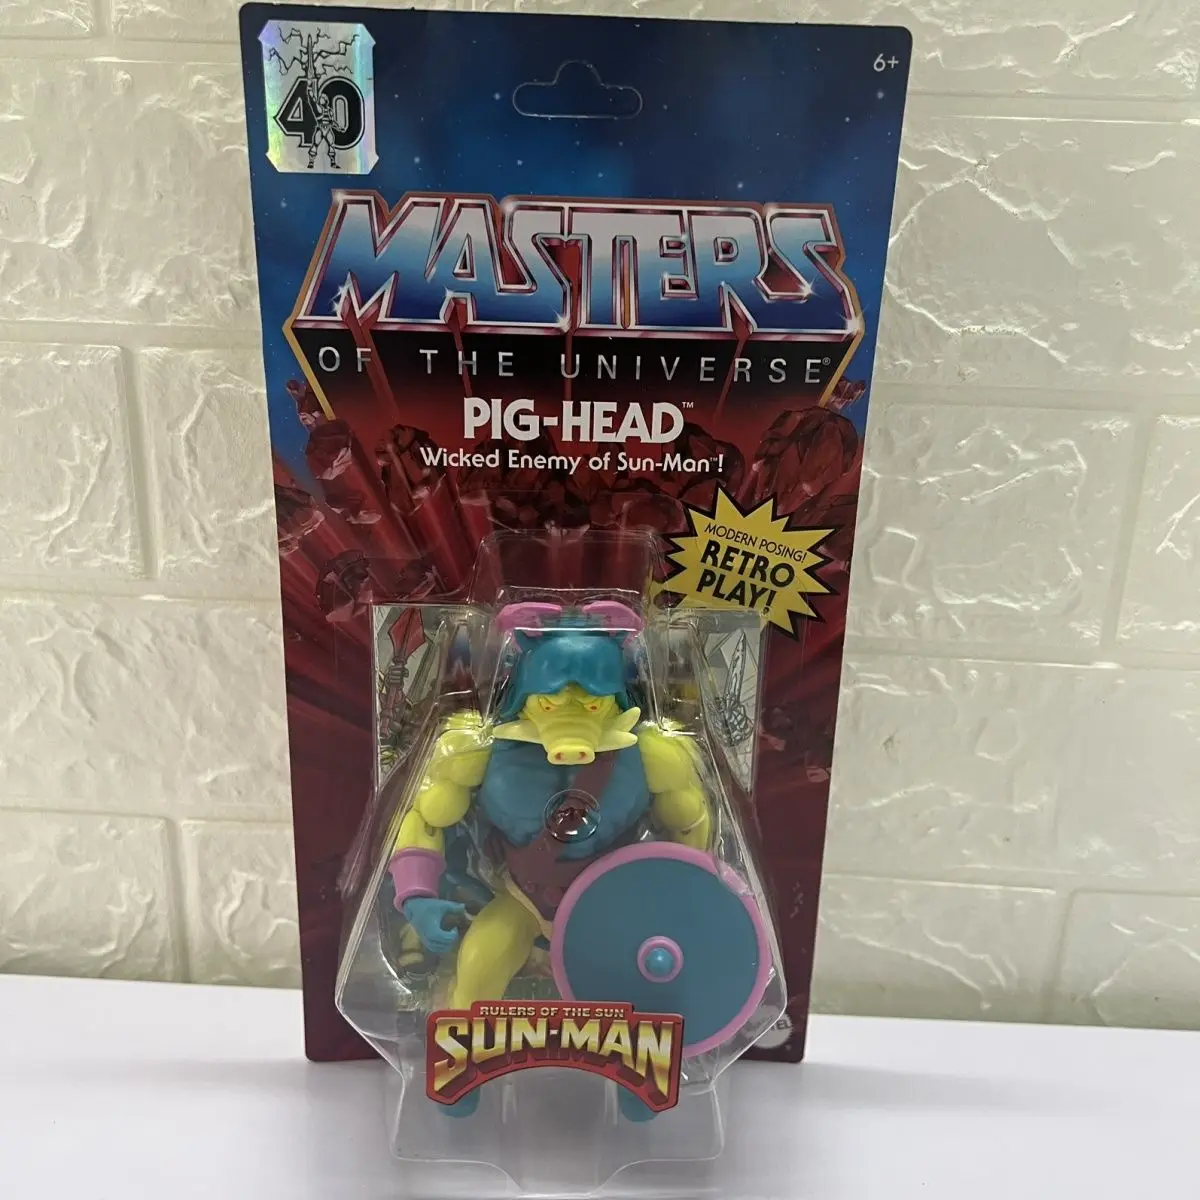 40
6+
MASTERS
OF THE UNIVERSE®
PIG-HEAD™
Wicked Enemy of Sun-Man™!
MODERN POSING!
RETRO
PLAY!
RULERS OF THE SUN
SUN-MAN